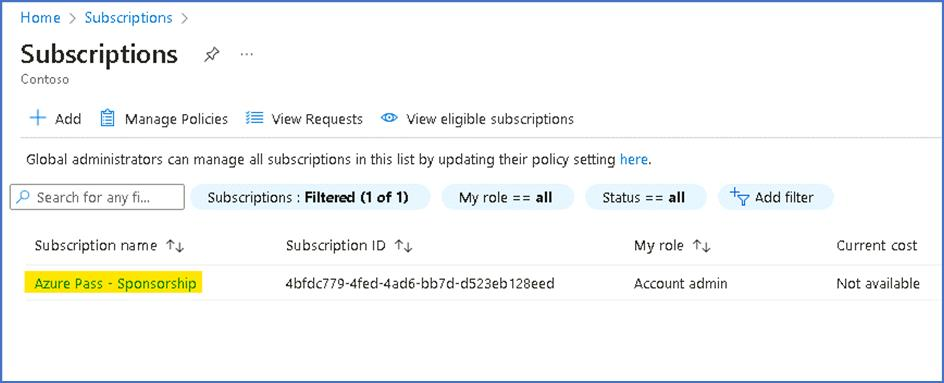 Home > Subscriptions >
Subscriptions
Contoso
Add Manage Policies View Requests View eligible subscriptions
Global administrators can manage all subscriptions in this list by updating their policy setting here.
Search for any fi... Subscriptions : Filtered (1 of 1) My role == all Status == all Add filter
Subscription name Subscription ID My role Current cost
Azure Pass - Sponsorship 4bfdc779-4fed-4ad6-bb7d-d523eb128eed Account admin Not available